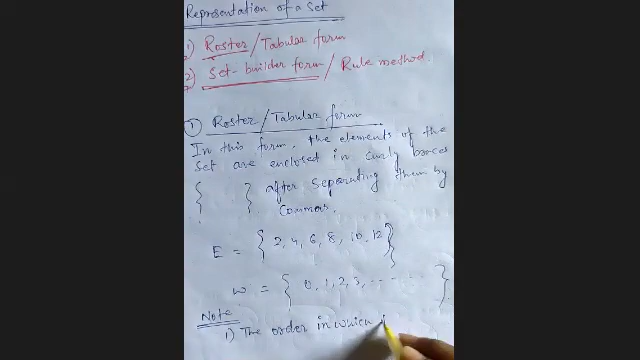 Representation of a Set
1) Roster/Tabular form
2) Set-builder form / Rule method.
① Roster/Tabular form
In this form, the elements of the
set are enclosed in curly braces
{ } after separating them by
Commas.
E = { 2, 4, 6, 8, 10, 12 }
W = { 0, 1, 2, 3, ........ }
Note
1) The order in which